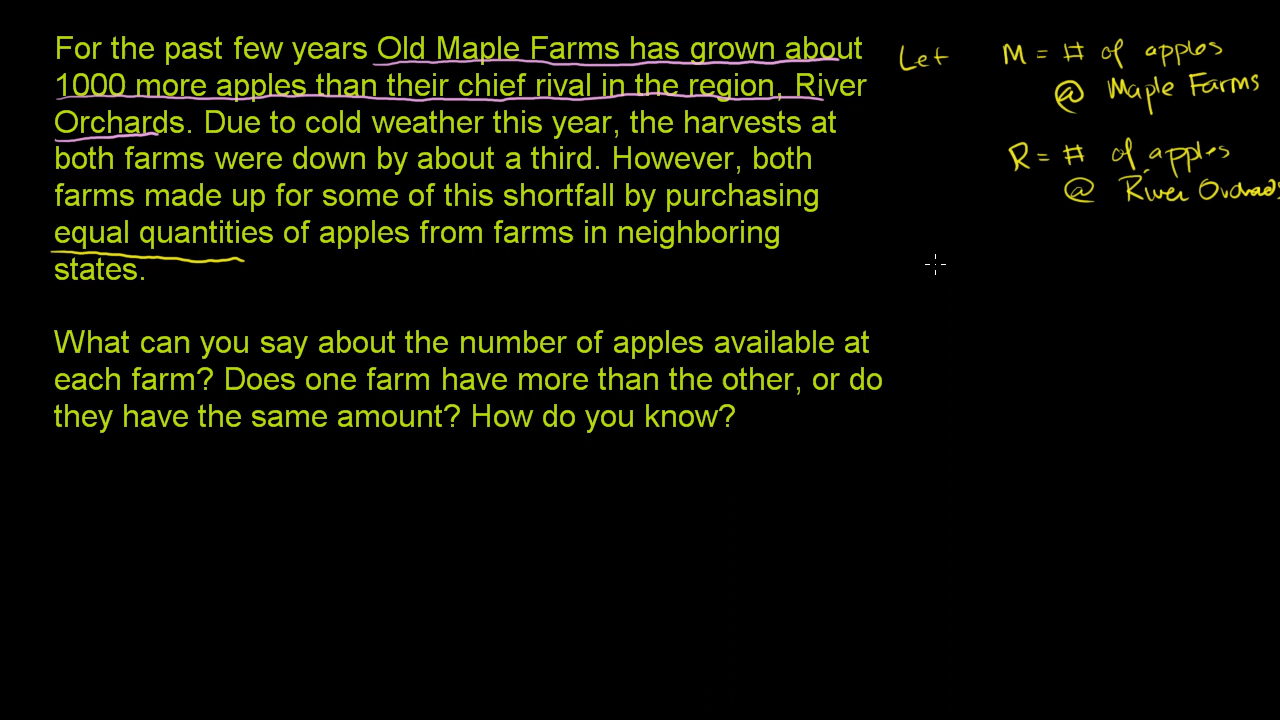 For the past few years Old Maple Farms has grown about
1000 more apples than their chief rival in the region, River
Orchards. Due to cold weather this year, the harvests at
both farms were down by about a third. However, both
farms made up for some of this shortfall by purchasing
equal quantities of apples from farms in neighboring
states.
What can you say about the number of apples available at
each farm? Does one farm have more than the other, or do
they have the same amount? How do you know?
Let M = # of apples
@ Maple Farms
R = # of apples
@ River Orchards